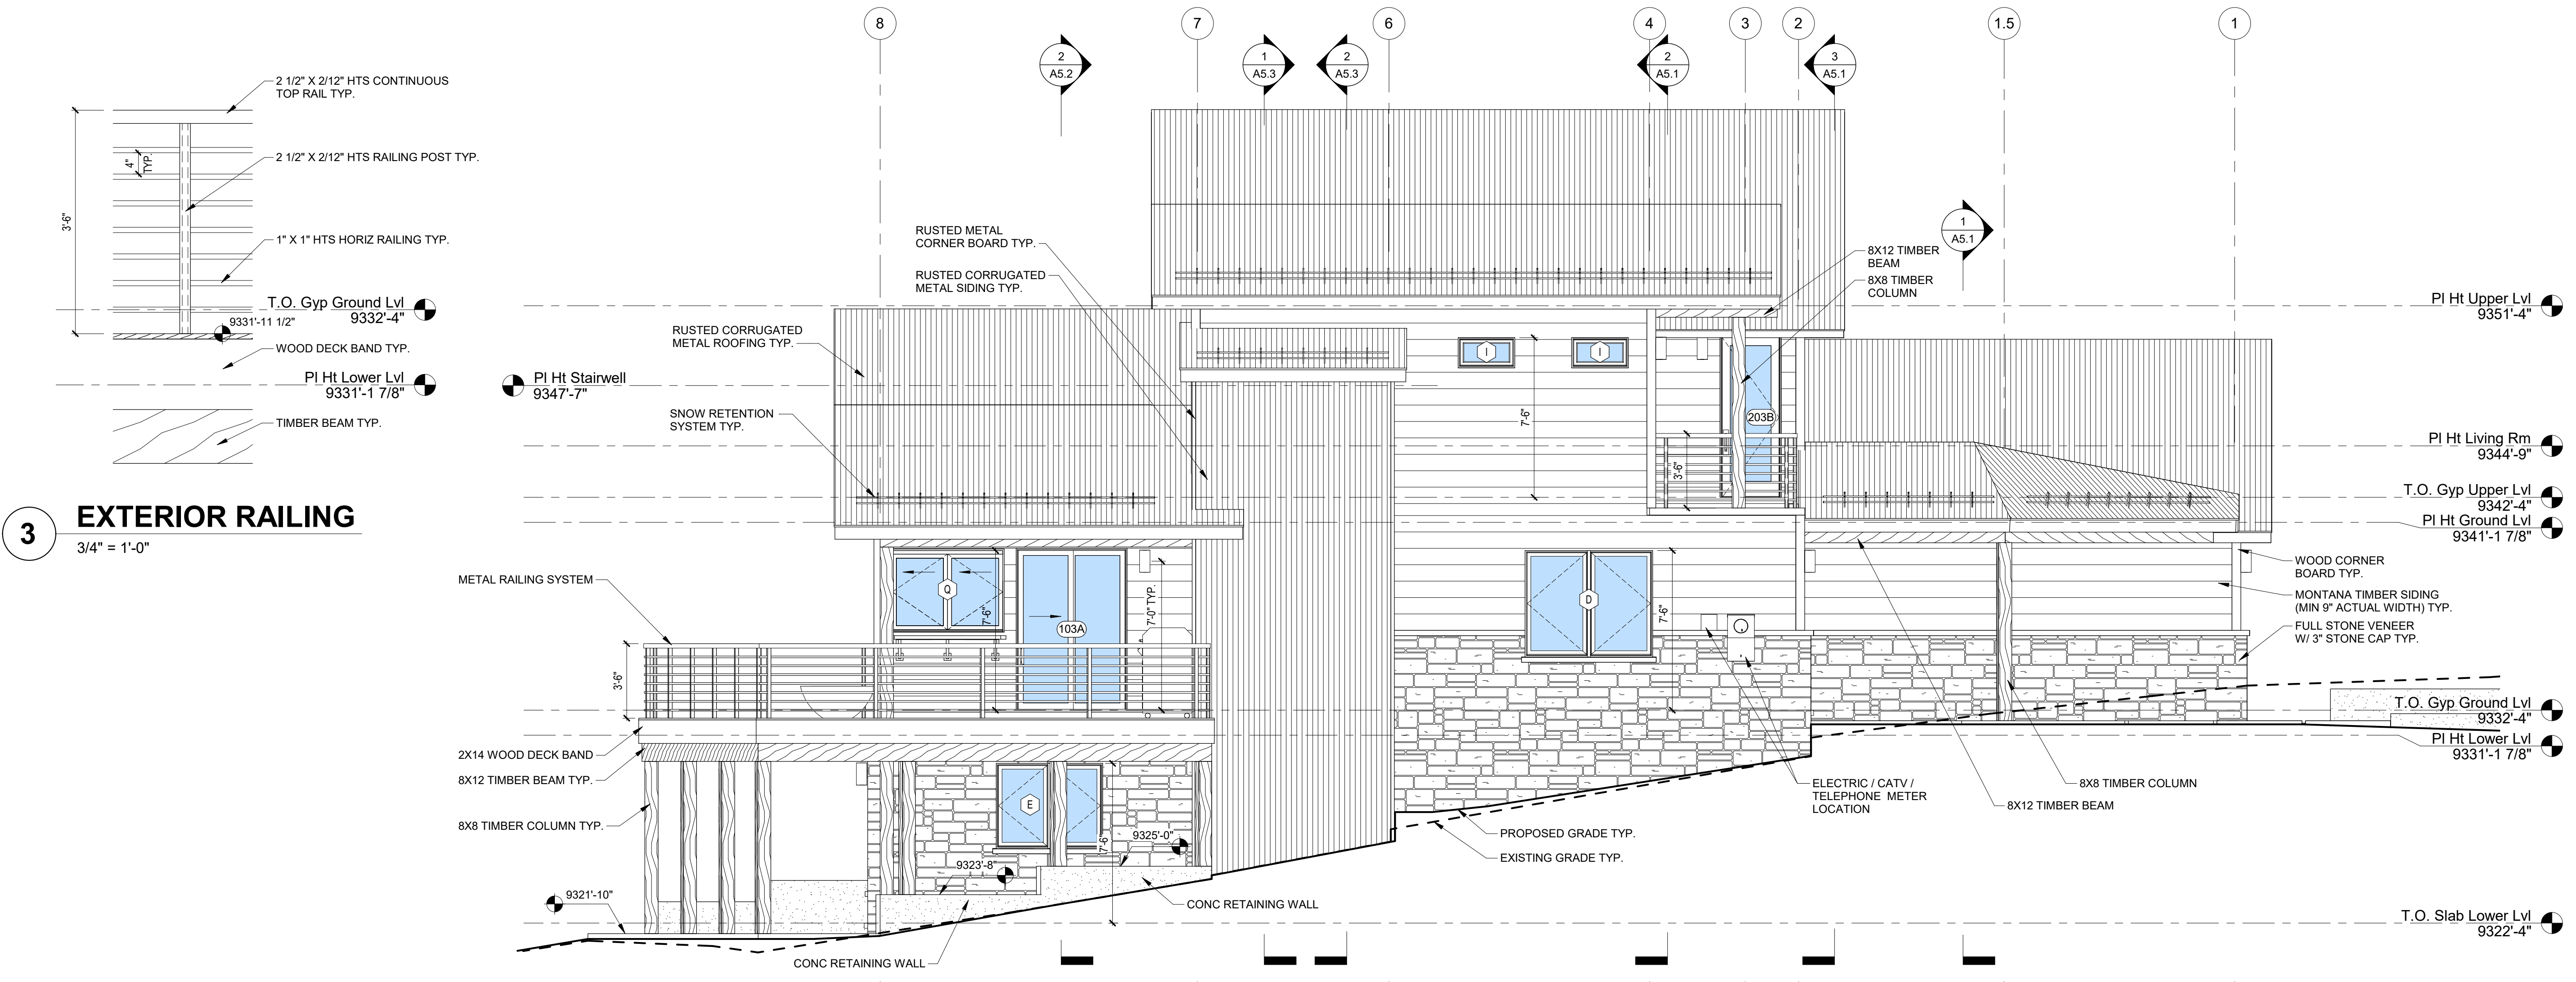 2 1/2" X 2/12" HTS CONTINUOUS
TOP RAIL TYP.
2 1/2" X 2/12" HTS RAILING POST TYP.
4"
TYP.
3'-6"
1" X 1" HTS HORIZ RAILING TYP.
T.O. Gyp Ground Lvl
9332'-4"
9331'-11 1/2"
WOOD DECK BAND TYP.
Pl Ht Lower Lvl
9331'-1 7/8"
TIMBER BEAM TYP.
3
EXTERIOR RAILING
3/4" = 1'-0"
8
7
6
4
3
2
1.5
1
2
A5.2
1
A5.3
2
A5.3
2
A5.1
3
A5.1
1
A5.1
RUSTED METAL
CORNER BOARD TYP.
RUSTED CORRUGATED
METAL SIDING TYP.
RUSTED CORRUGATED
METAL ROOFING TYP.
Pl Ht Stairwell
9347'-7"
SNOW RETENTION
SYSTEM TYP.
METAL RAILING SYSTEM
3'-6"
2X14 WOOD DECK BAND
8X12 TIMBER BEAM TYP.
8X8 TIMBER COLUMN TYP.
9321'-10"
CONC RETAINING WALL
9323'-8"
9325'-0"
CONC RETAINING WALL
Q
7'-6"
103A
7'-0" TYP.
E
7'-6"
I
I
7'-6"
203B
3'-6"
D
7'-6"
8X12 TIMBER
BEAM
8X8 TIMBER
COLUMN
PROPOSED GRADE TYP.
EXISTING GRADE TYP.
ELECTRIC / CATV /
TELEPHONE METER
LOCATION
8X8 TIMBER COLUMN
8X12 TIMBER BEAM
Pl Ht Upper Lvl
9351'-4"
Pl Ht Living Rm
9344'-9"
T.O. Gyp Upper Lvl
9342'-4"
Pl Ht Ground Lvl
9341'-1 7/8"
WOOD CORNER
BOARD TYP.
MONTANA TIMBER SIDING
(MIN 9" ACTUAL WIDTH) TYP.
FULL STONE VENEER
W/ 3" STONE CAP TYP.
T.O. Gyp Ground Lvl
9332'-4"
Pl Ht Lower Lvl
9331'-1 7/8"
T.O. Slab Lower Lvl
9322'-4"